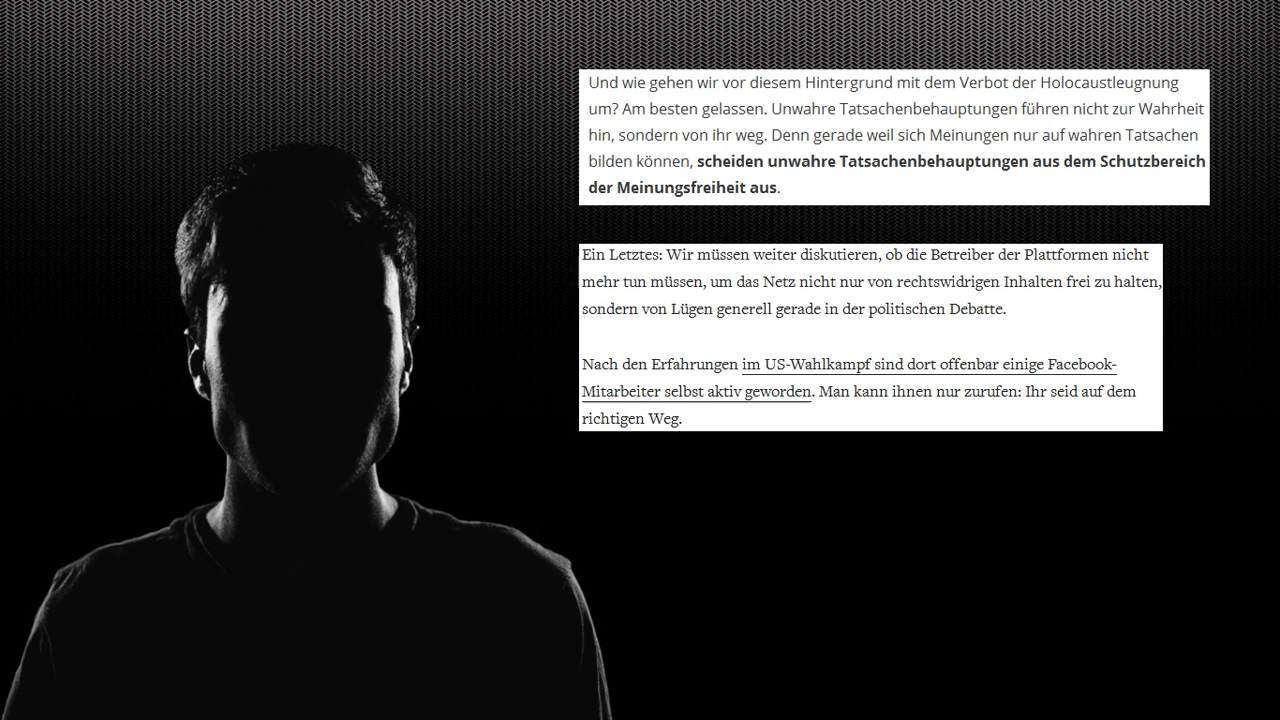 Und wie gehen wir vor diesem Hintergrund mit dem Verbot der Holocaustleugnung
um? Am besten gelassen. Unwahre Tatsachenbehauptungen führen nicht zur Wahrheit
hin, sondern von ihr weg. Denn gerade weil sich Meinungen nur auf wahren Tatsachen
bilden können, scheiden unwahre Tatsachenbehauptungen aus dem Schutzbereich
der Meinungsfreiheit aus.
Ein Letztes: Wir müssen weiter diskutieren, ob die Betreiber der Plattformen nicht
mehr tun müssen, um das Netz nicht nur von rechtswidrigen Inhalten frei zu halten,
sondern von Lügen generell gerade in der politischen Debatte.
Nach den Erfahrungen im US-Wahlkampf sind dort offenbar einige Facebook-
Mitarbeiter selbst aktiv geworden. Man kann ihnen nur zurufen: Ihr seid auf dem
richtigen Weg.